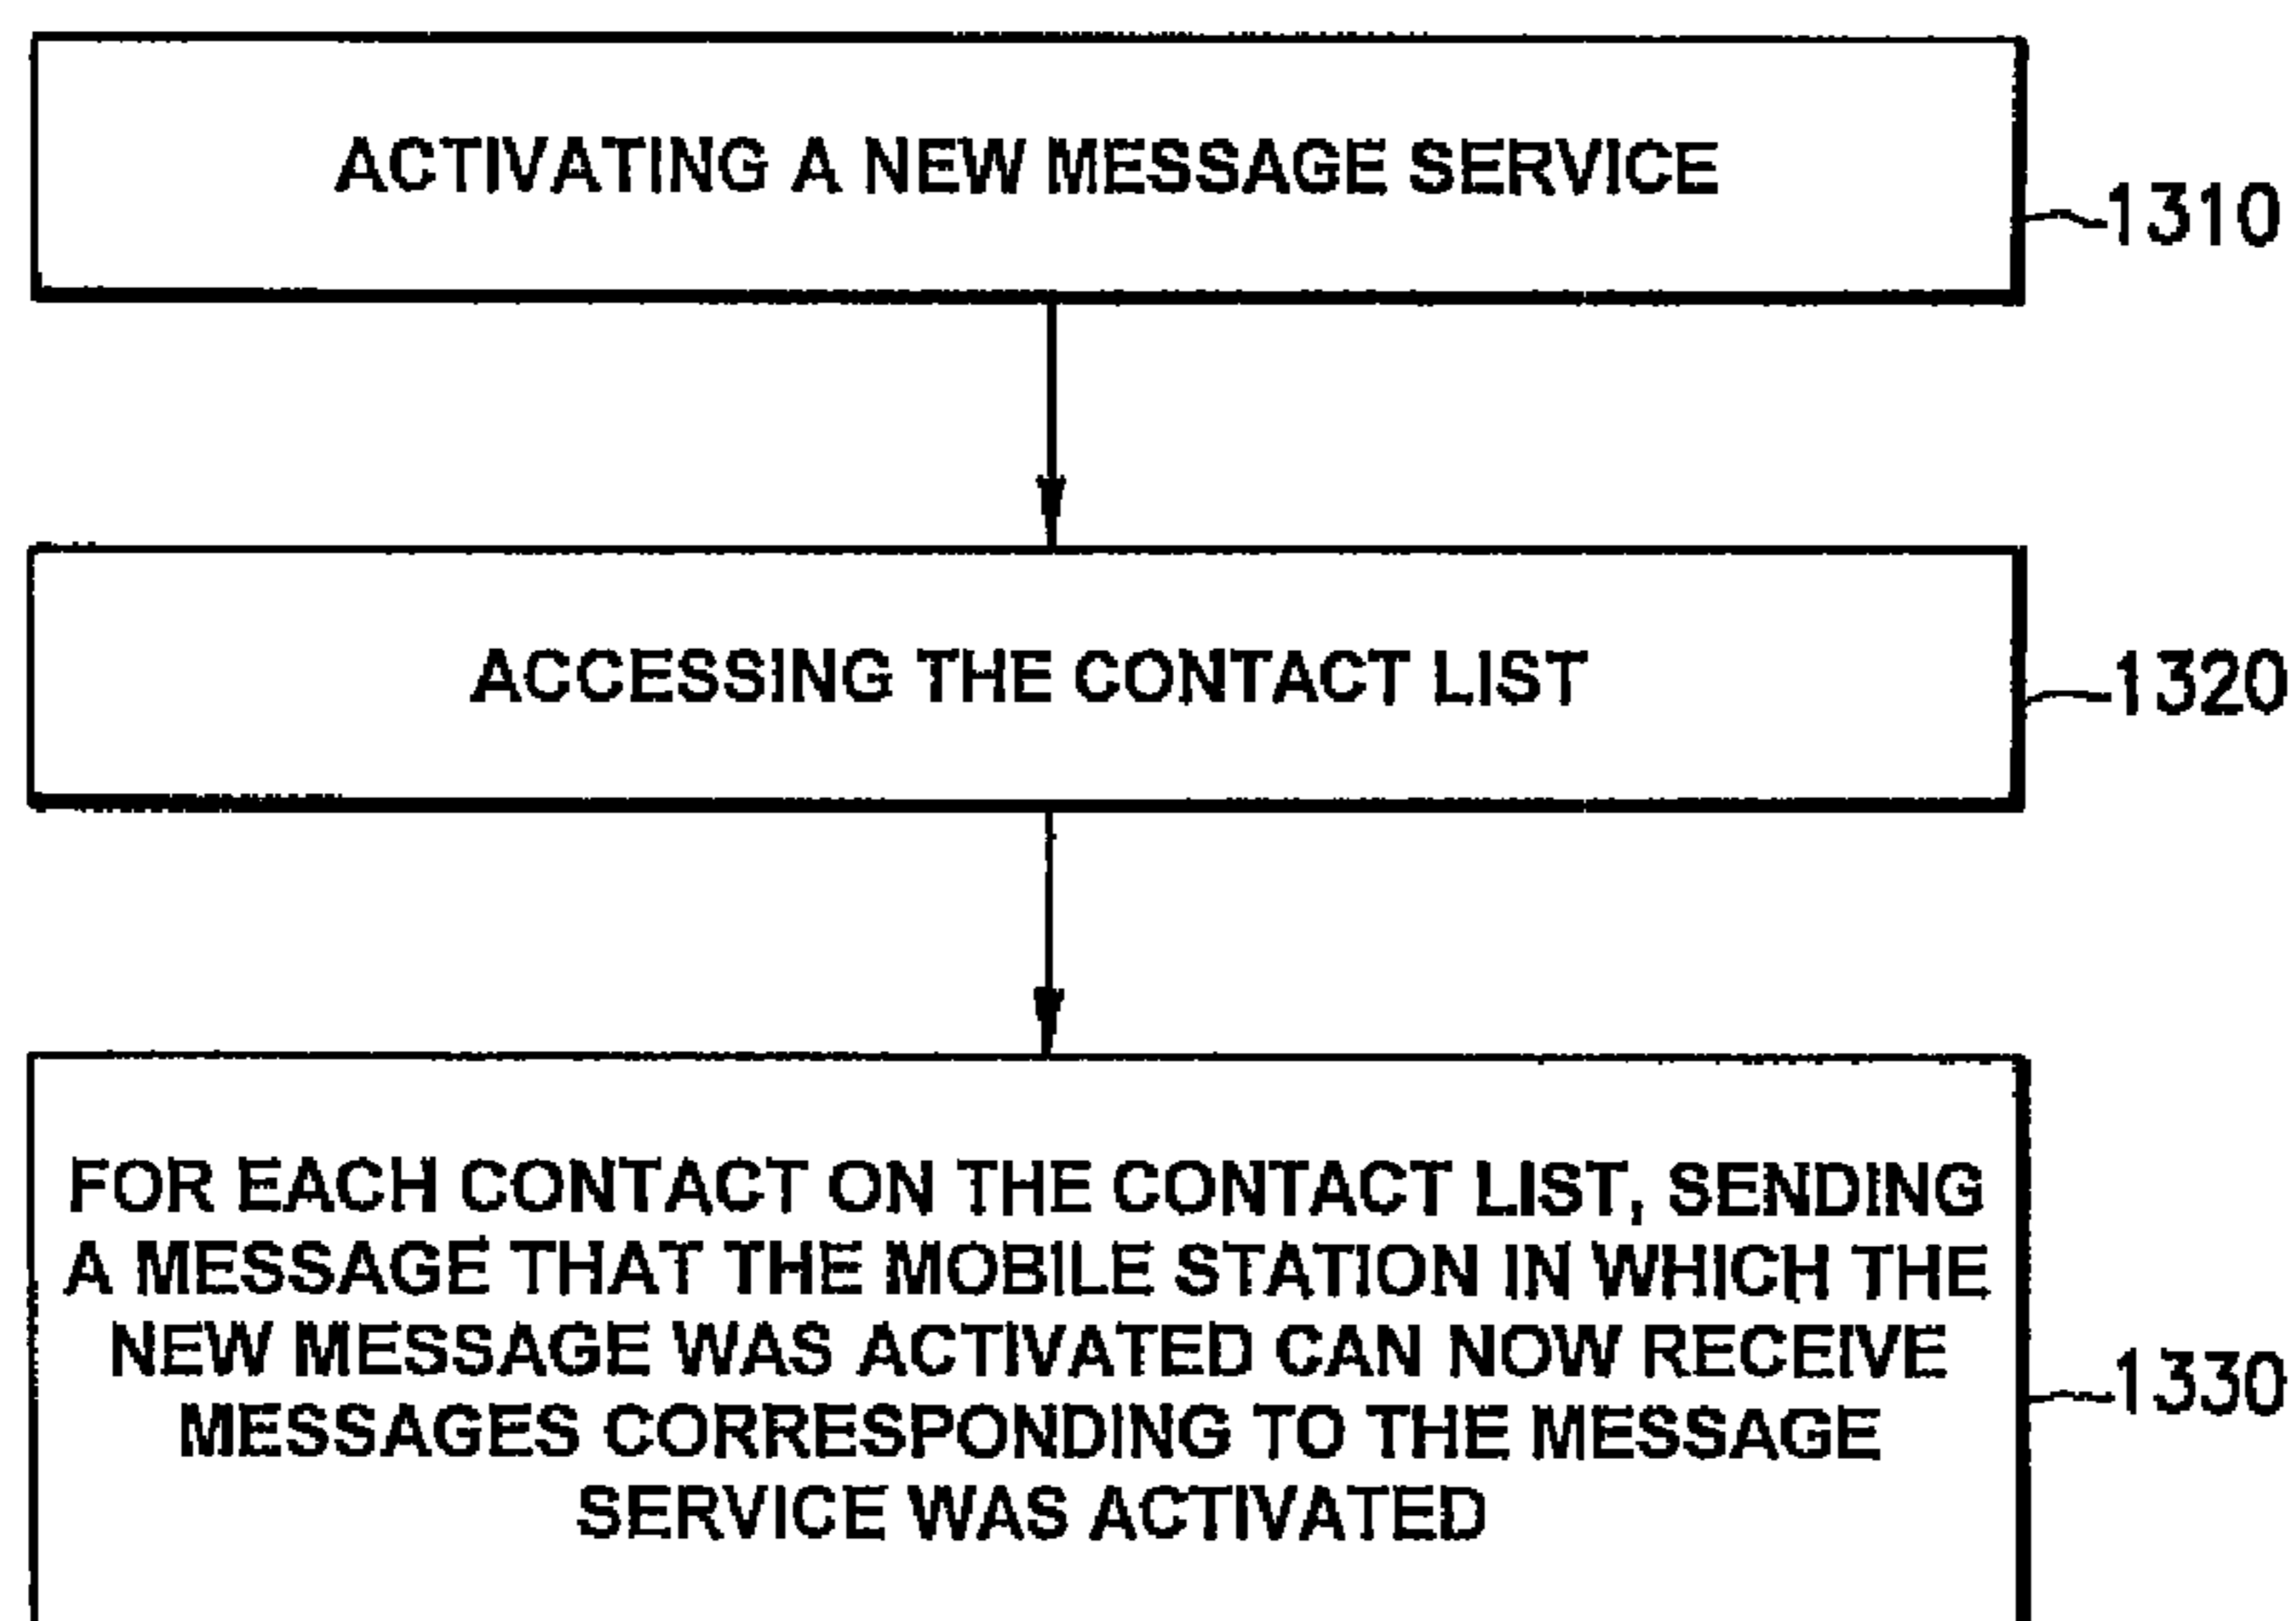 ACTIVATING A NEW MESSAGE SERVICE
1310
ACCESSING THE CONTACT LIST
1320
FOR EACH CONTACT ON THE CONTACT LIST, SENDING
A MESSAGE THAT THE MOBILE STATION IN WHICH THE
NEW MESSAGE WAS ACTIVATED CAN NOW RECEIVE
MESSAGES CORRESPONDING TO THE MESSAGE
SERVICE WAS ACTIVATED
1330